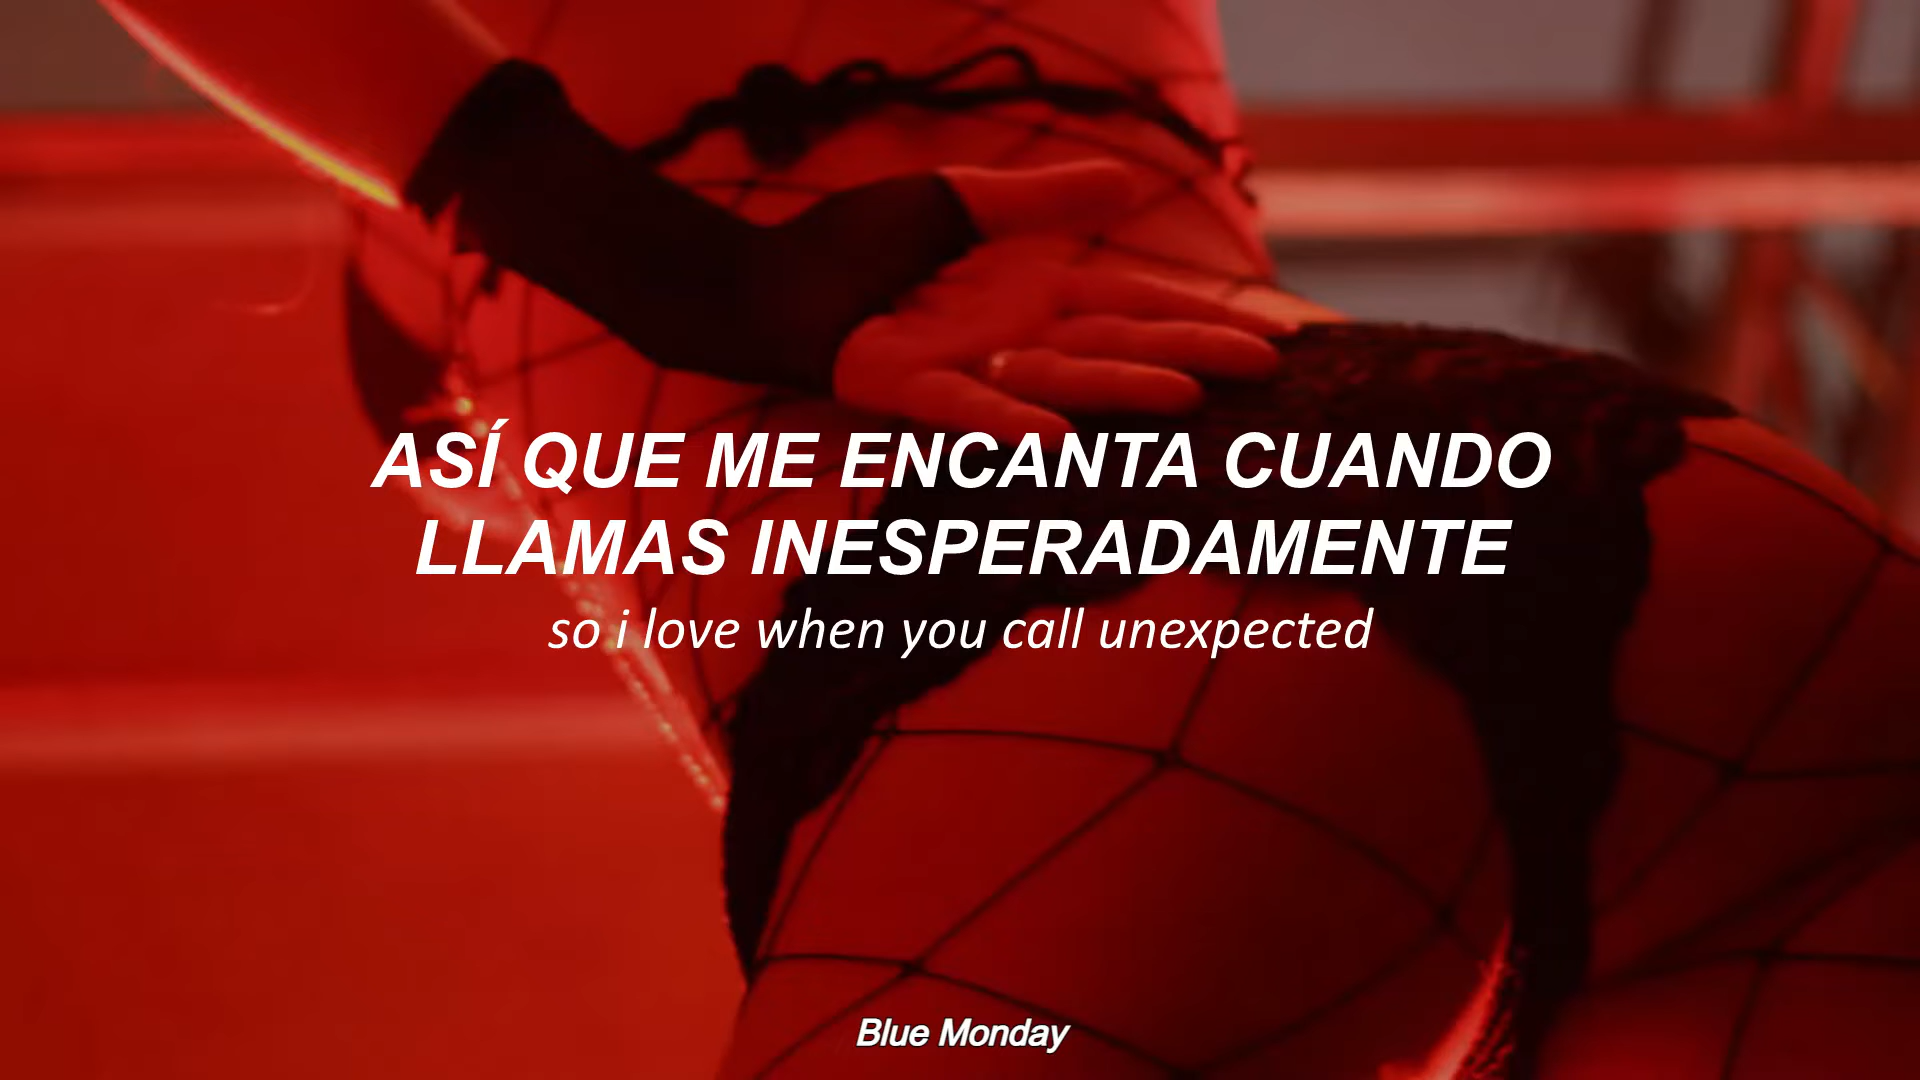 ASÍ QUE ME ENCANTA CUANDO
LLAMAS INESPERADAMENTE
so i love when you call unexpected
Blue Monday